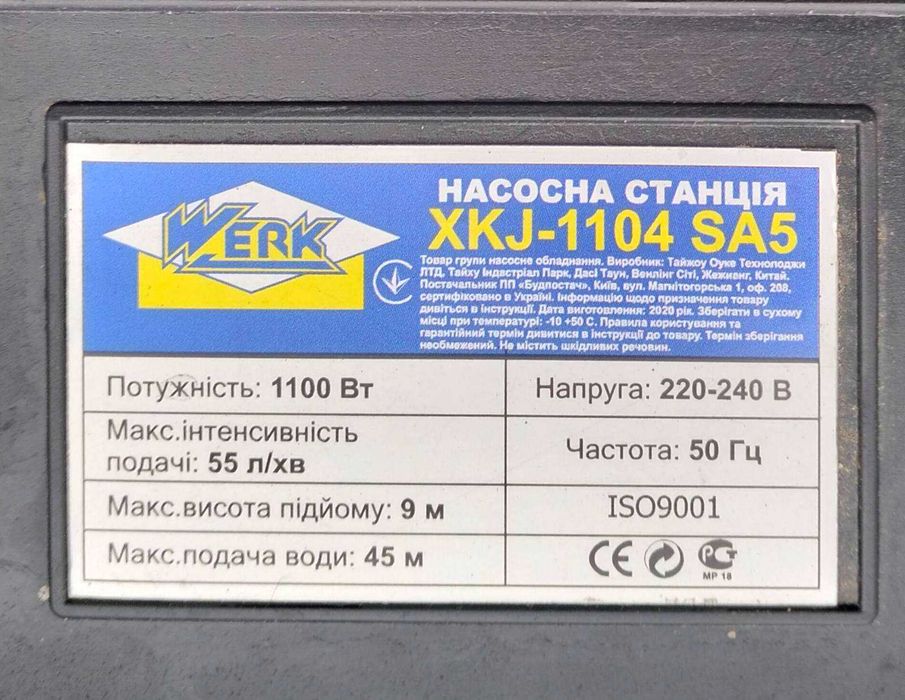 WERK
НАСОСНА СТАНЦІЯ
XKJ-1104 SA5
Товар групи насосне обладнання. Виробник: Тайжоу Оуке Текнолоджи
ЛТД, Тайху Індастріал Парк, Дасі Таун, Венлінг Сіті, Жеживнг, Китай.
Постачальник ПП «Будпостач», Київ, вул. Магнітогорська 1, оф. 208,
сертифіковано в Україні. Інформацію щодо призначення товару
дивіться в інструкції. Дата виготовлення: 2020 рік. Зберігати в сухому
місці при температурі: -10 +50 С. Правила користування та
гарантійний термін дивитися в інструкції до товару. Термін зберігання
необмежений. Не містить шкідливих речовин.
Потужність: 1100 Вт
Напруга: 220-240 В
Макс.інтенсивність
подачі: 55 л/хв
Частота: 50 Гц
Макс.висота підйому: 9 м
ISO9001
Макс.подача води: 45 м
CE
РСТ
МР 18